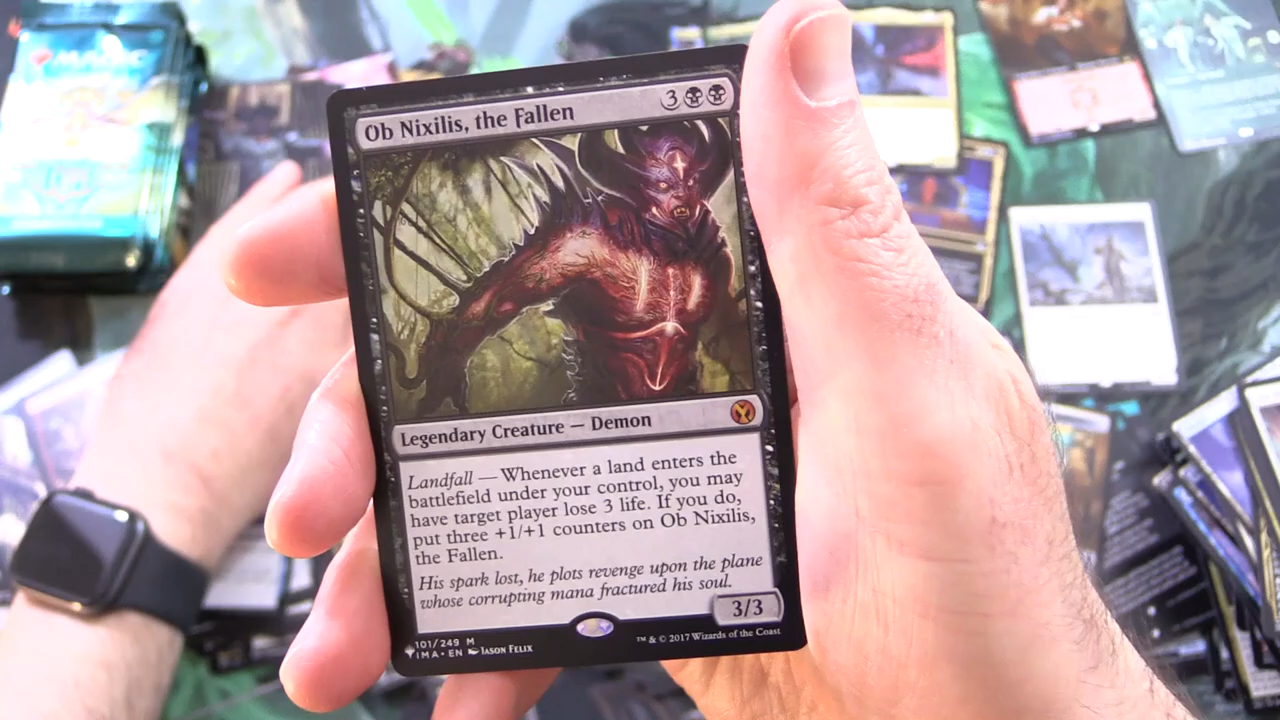 MAGIC
Ob Nixilis, the Fallen 3
Legendary Creature — Demon
Landfall — Whenever a land enters the
battlefield under your control, you may
have target player lose 3 life. If you do,
put three +1/+1 counters on Ob Nixilis,
the Fallen.
His spark lost, he plots revenge upon the plane
whose corrupting mana fractured his soul.
3/3
101/249 M
IMA • EN JASON FELIX
™ & © 2017 Wizards of the Coast